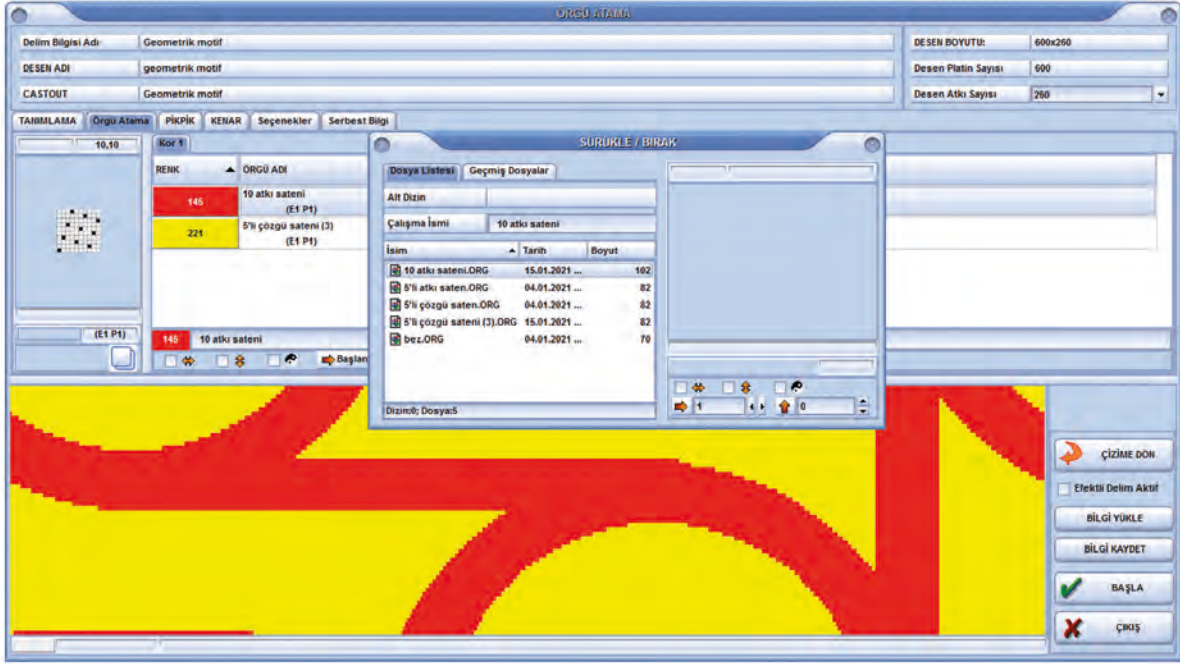 ÖRGÜ ATAMA
Delim Bilgisi Adı Geometrik motif DESEN BOYUTU: 600x260
DESEN ADI geometrik motif Desen Platin Sayısı 600
CASTOUT Geometrik motif Desen Atkı Sayısı 260
TANIMLAMA Örgü Atama PİKPİK KENAR Seçenekler Serbest Bilgi
10,10 Kor 1
RENK ÖRGÜ ADI
145 10 atkı sateni
(E1 P1)
221 5'li çözgü sateni (3)
(E1 P1)
(E1 P1) 145 10 atkı sateni
Başlan
SÜRÜKLE / BIRAK
Dosya Listesi Geçmiş Dosyalar
Alt Dizin
Çalışma İsmi 10 atkı sateni
İsim Tarih Boyut
10 atkı sateni.ORG 15.01.2021 ... 102
5'li atkı saten.ORG 04.01.2021 ... 82
5'li çözgü saten.ORG 04.01.2021 ... 82
5'li çözgü sateni (3).ORG 15.01.2021 ... 82
bez.ORG 04.01.2021 ... 70
Dizin:0; Dosya:5
1 0
ÇİZİME DÖN
Efektli Delim Aktif
BİLGİ YÜKLE
BİLGİ KAYDET
BAŞLA
ÇIKIŞ